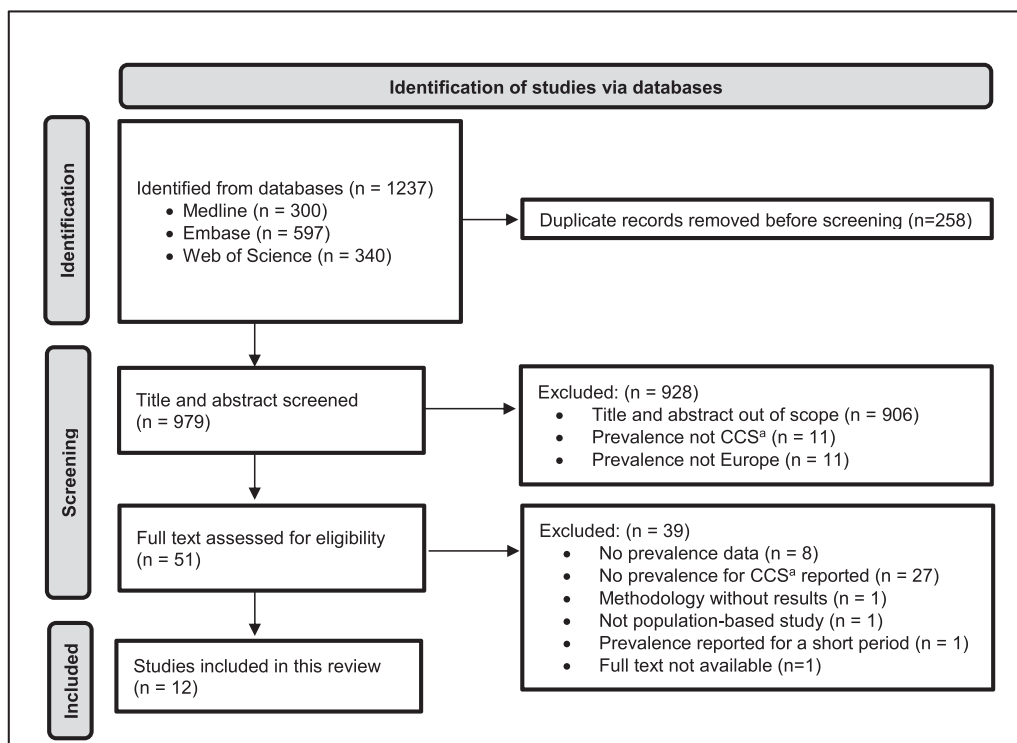 Identification of studies via databases
Identification
Identified from databases (n = 1237)
• Medline (n = 300)
• Embase (n = 597)
• Web of Science (n = 340)
Duplicate records removed before screening (n=258)
Screening
Title and abstract screened
(n = 979)
Excluded: (n = 928)
• Title and abstract out of scope (n = 906)
• Prevalence not CCSᵃ (n = 11)
• Prevalence not Europe (n = 11)
Full text assessed for eligibility
(n = 51)
Excluded: (n = 39)
• No prevalence data (n = 8)
• No prevalence for CCSᵃ reported (n = 27)
• Methodology without results (n = 1)
• Not population-based study (n = 1)
• Prevalence reported for a short period (n = 1)
• Full text not available (n=1)
Included
Studies included in this review
(n = 12)